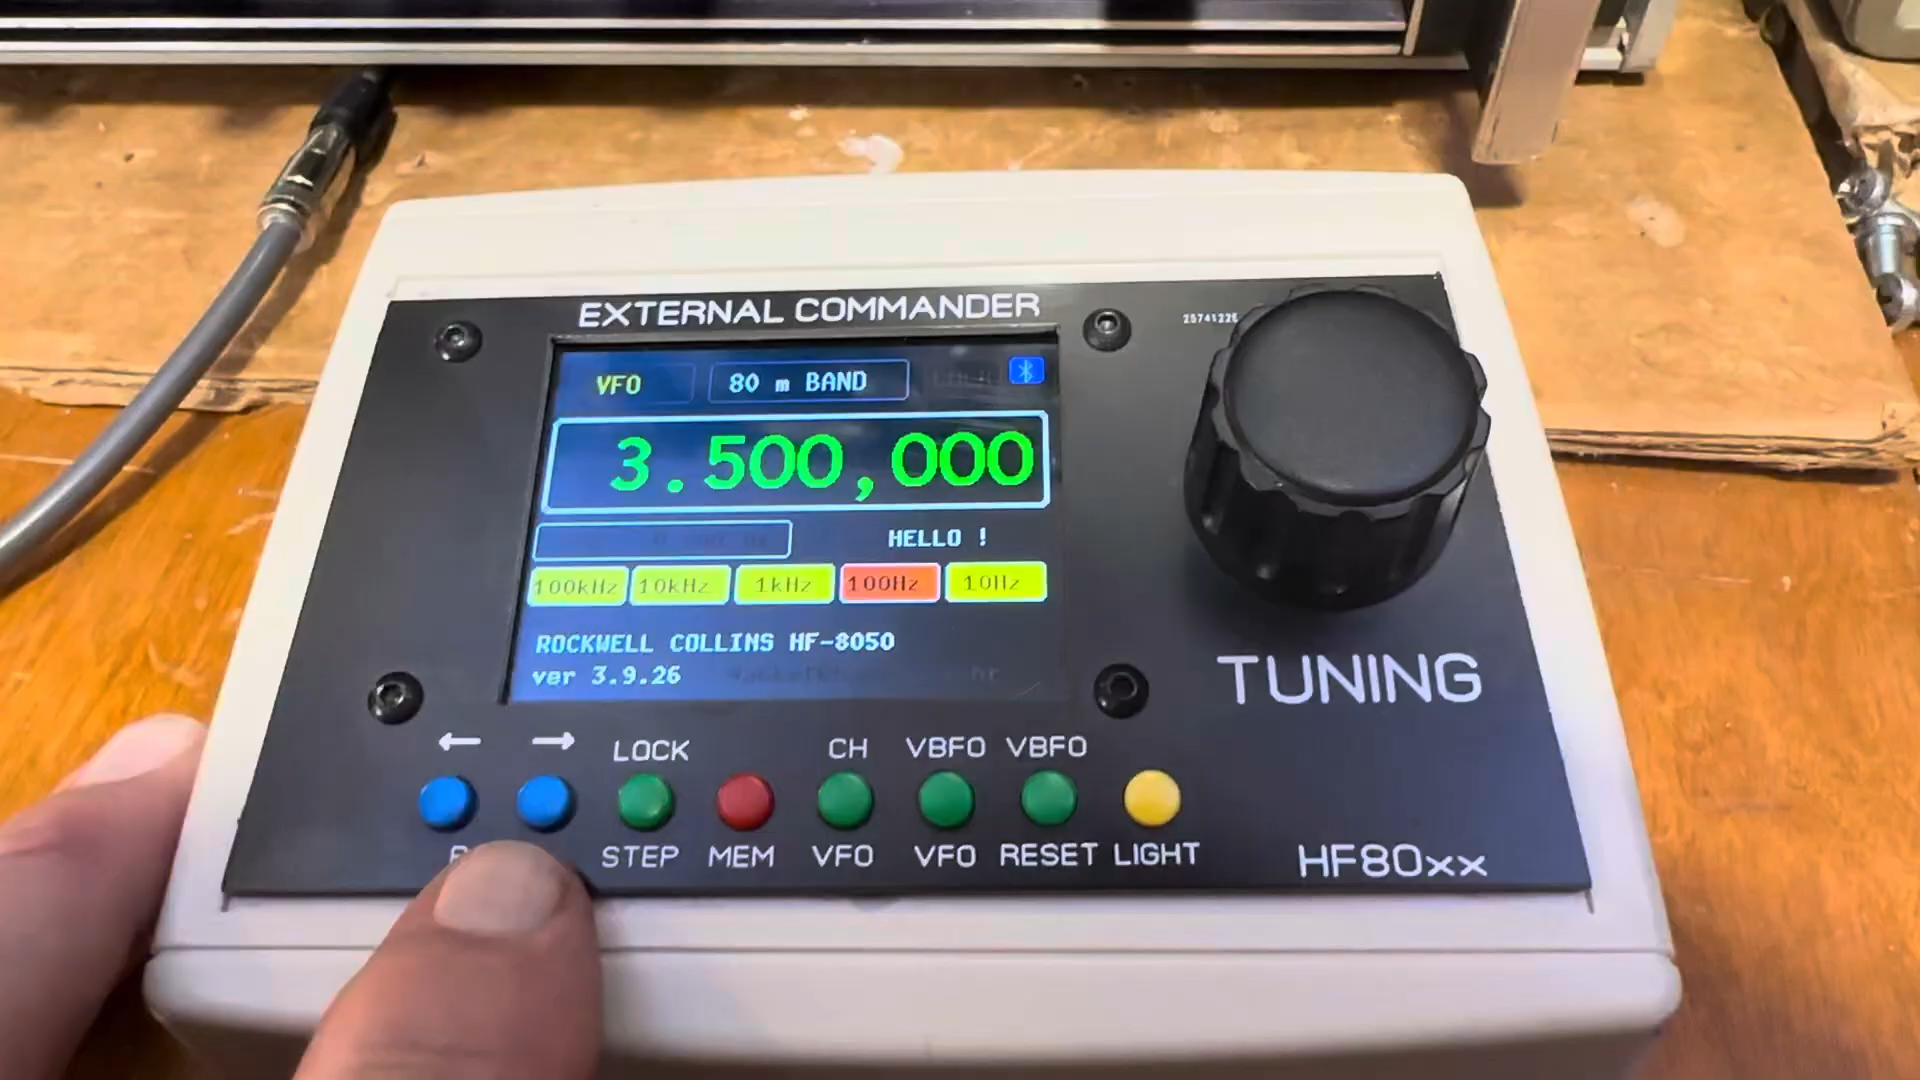 EXTERNAL COMMANDER
VFO 80 m BAND
3.500,000
HELLO !
100kHz 10kHz 1kHz 100Hz 10Hz
ROCKWELL COLLINS HF-8050
ver 3.9.26
TUNING
← → LOCK CH VBFO VBFO
STEP MEM VFO VFO RESET LIGHT
HF80xx